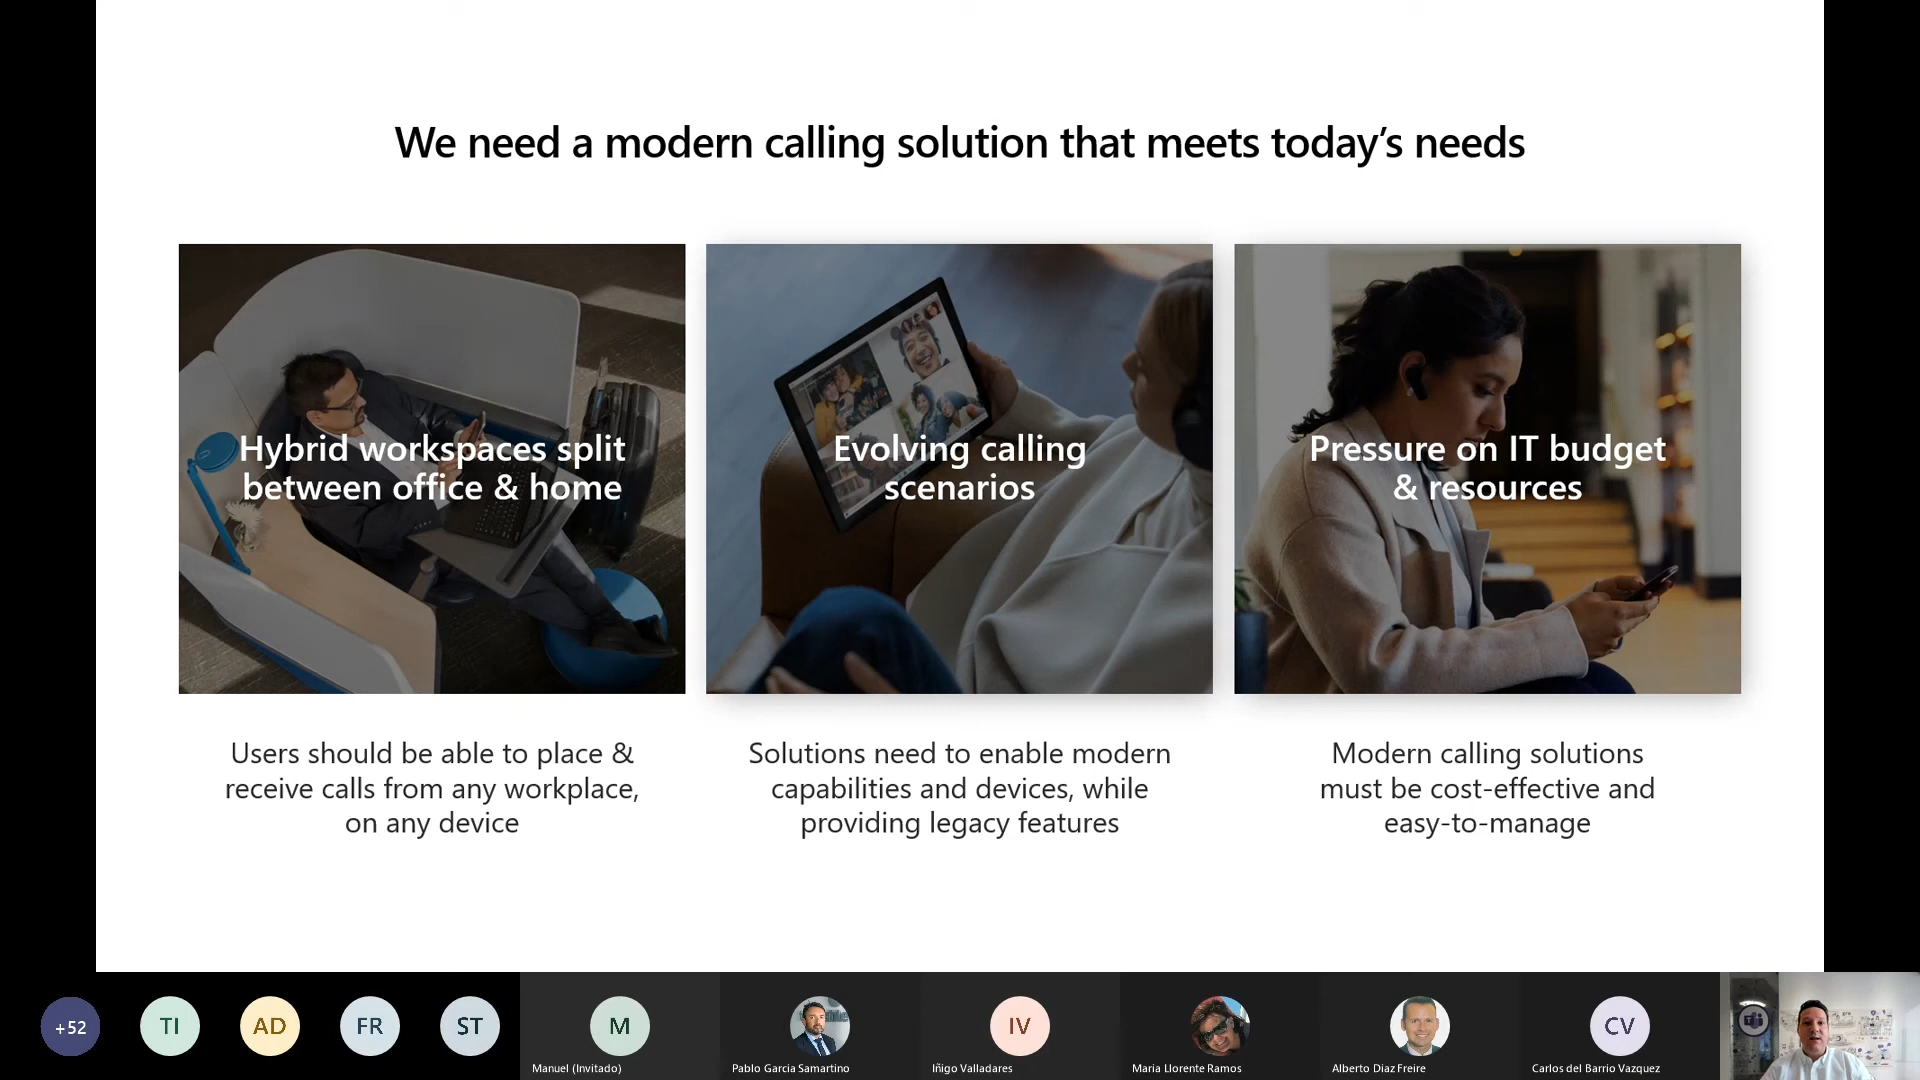 We need a modern calling solution that meets today's needs
Hybrid workspaces split
between office & home
Evolving calling
scenarios
Pressure on IT budget
& resources
Users should be able to place &
receive calls from any workplace,
on any device
Solutions need to enable modern
capabilities and devices, while
providing legacy features
Modern calling solutions
must be cost-effective and
easy-to-manage
+52
TI
AD
FR
ST
M
IV
CV
Manuel (Invitado)
Pablo Garcia Samartino
Iñigo Valladares
Maria Llorente Ramos
Alberto Diaz Freire
Carlos del Barrio Vazquez